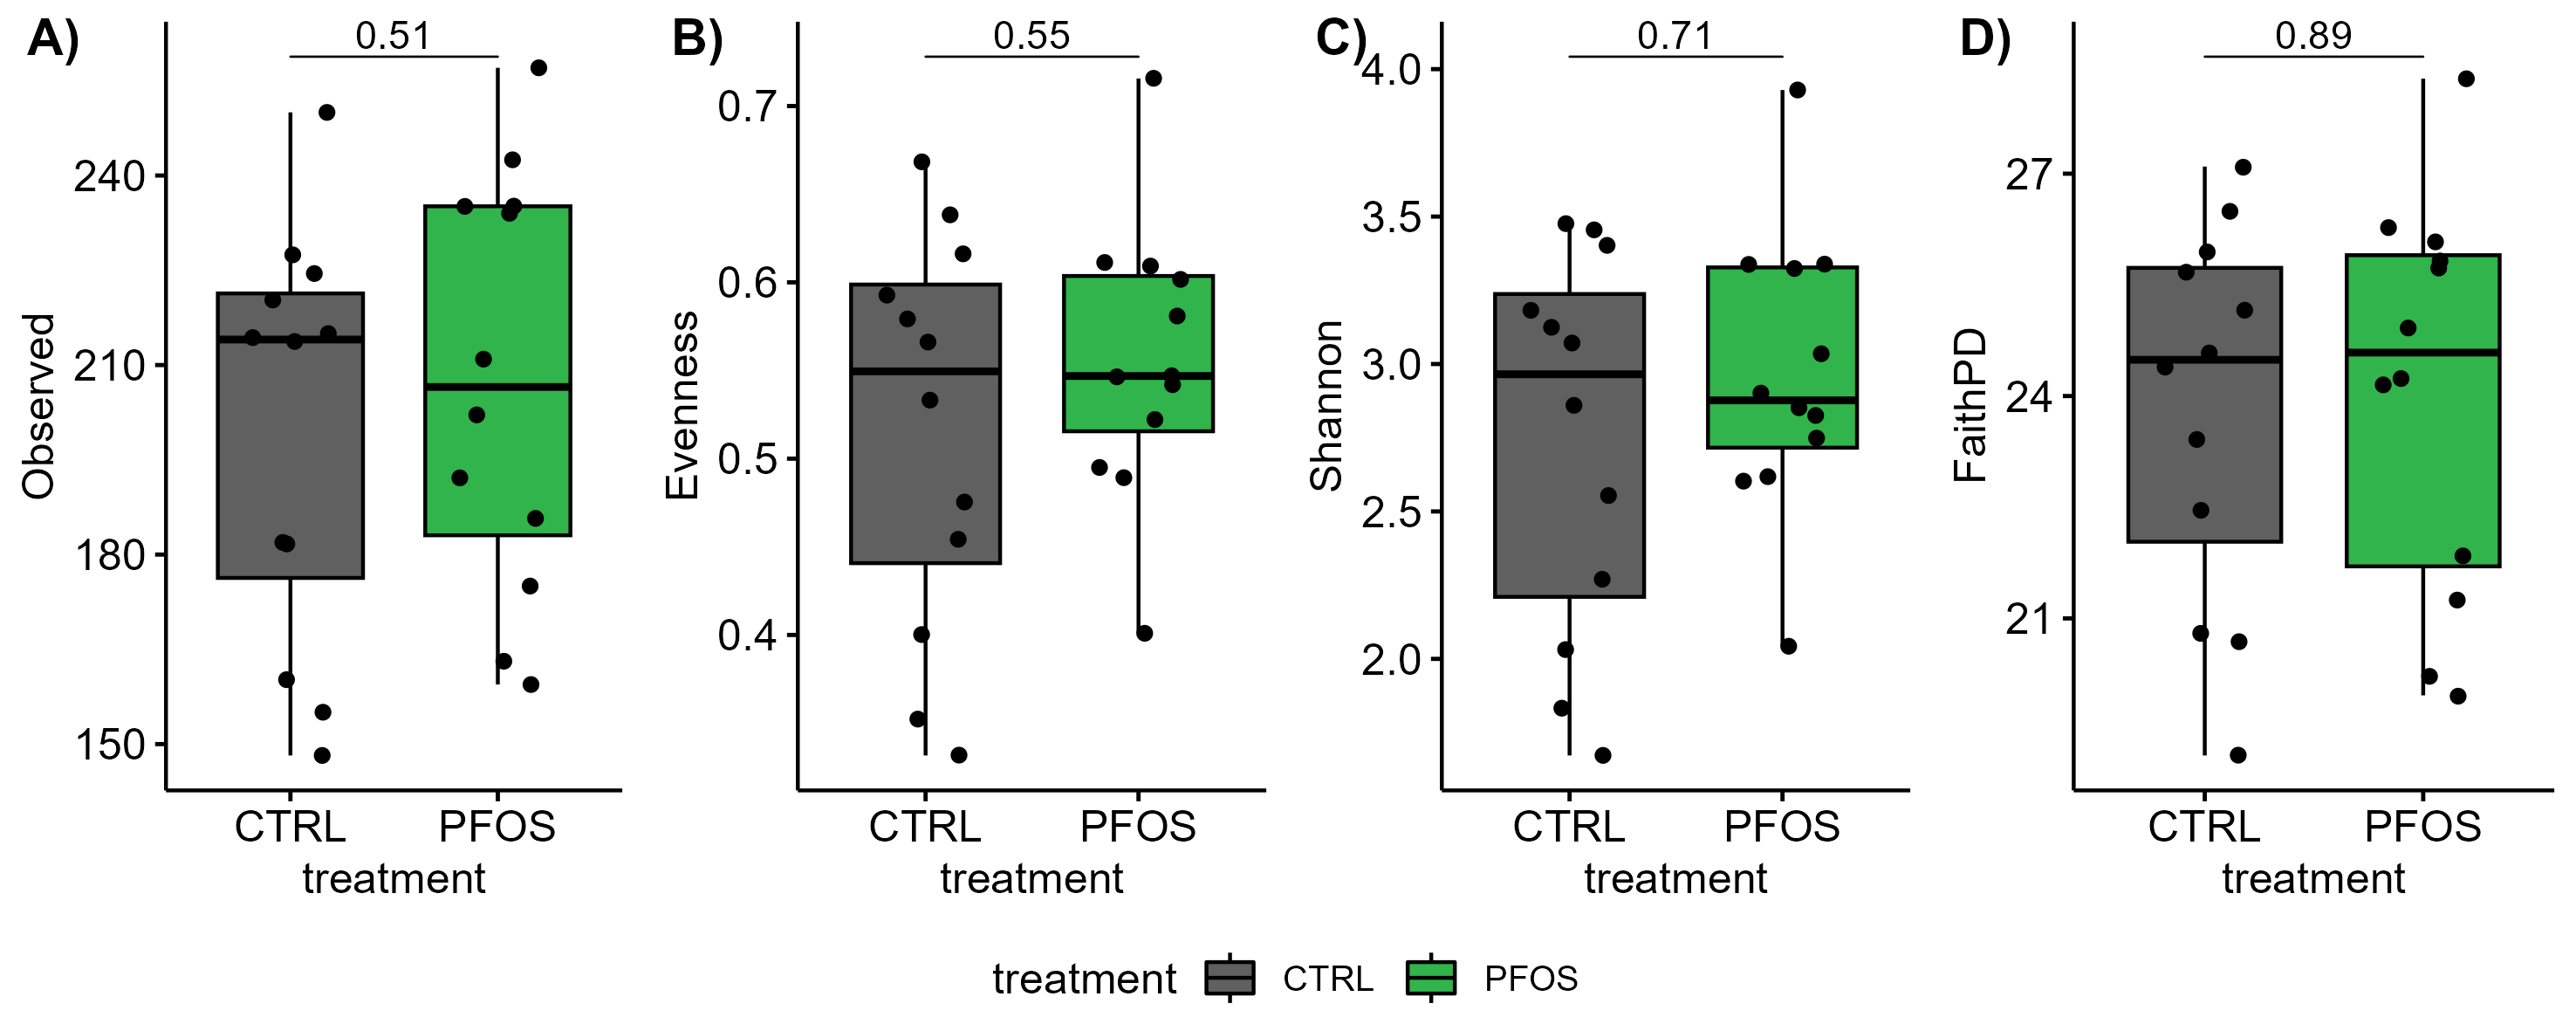 A)
0.51
Observed
240
210
180
150
CTRL PFOS
treatment
B)
0.55
Evenness
0.7
0.6
0.5
0.4
CTRL PFOS
treatment
C)
0.71
Shannon
4.0
3.5
3.0
2.5
2.0
CTRL PFOS
treatment
D)
0.89
FaithPD
27
24
21
CTRL PFOS
treatment
treatment CTRL PFOS